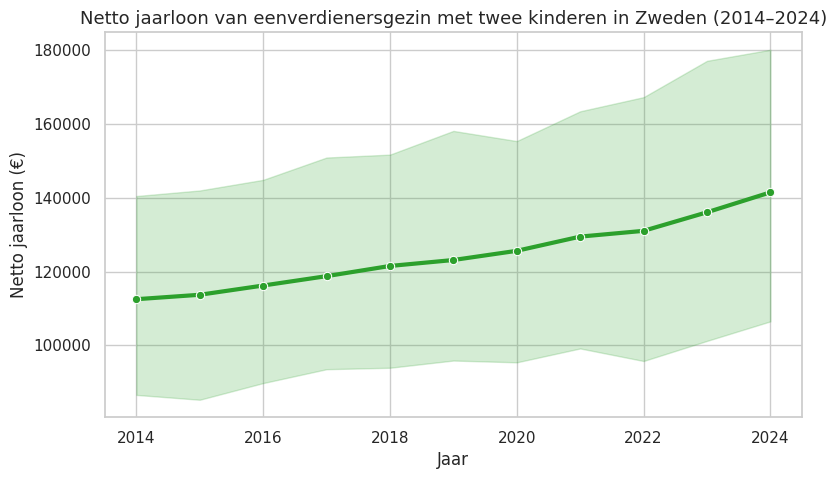 Netto jaarloon van eenverdienersgezin met twee kinderen in Zweden (2014–2024)
180000
160000
140000
120000
100000
Netto jaarloon (€)
2014 2016 2018 2020 2022 2024
Jaar